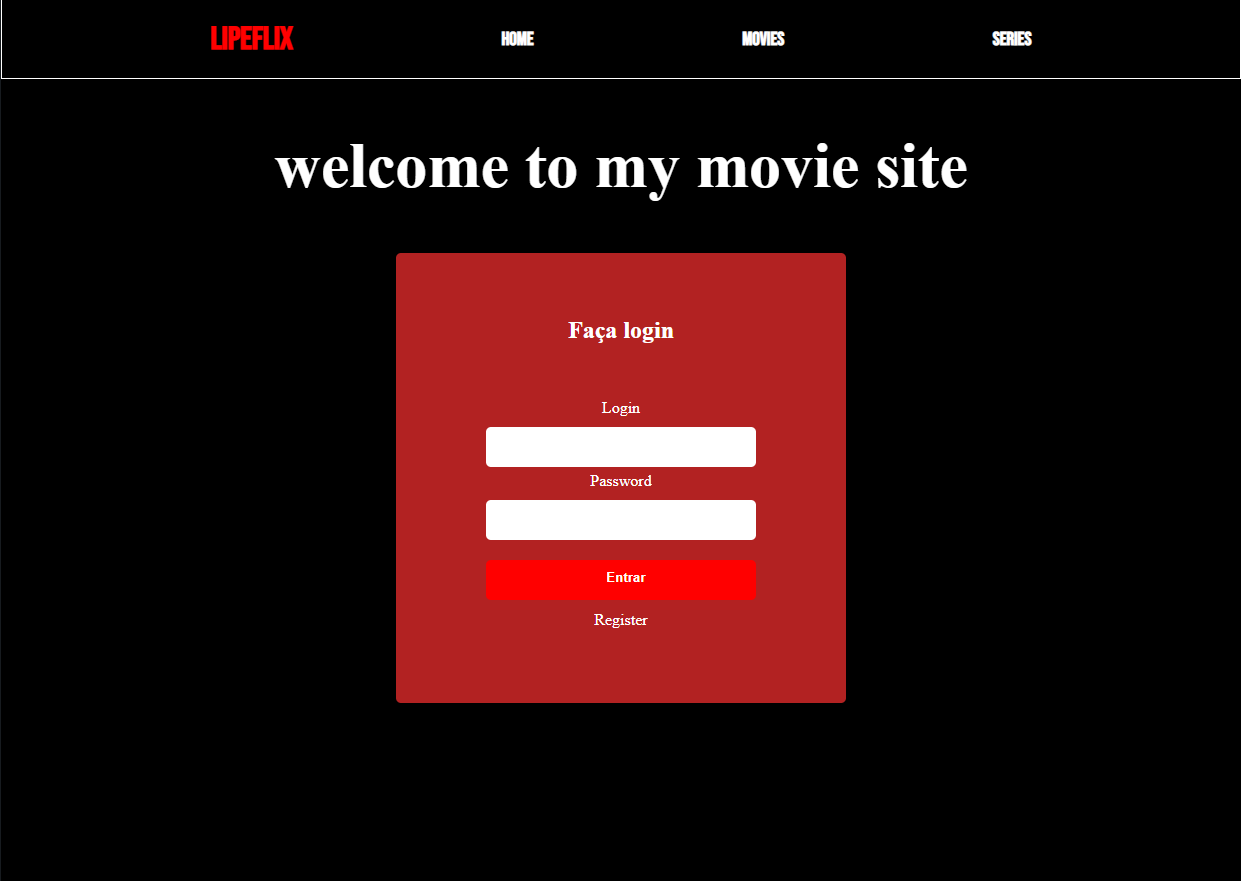 LIPEFLIX HOME MOVIES SERIES
welcome to my movie site
Faça login
Login
Password
Entrar
Register